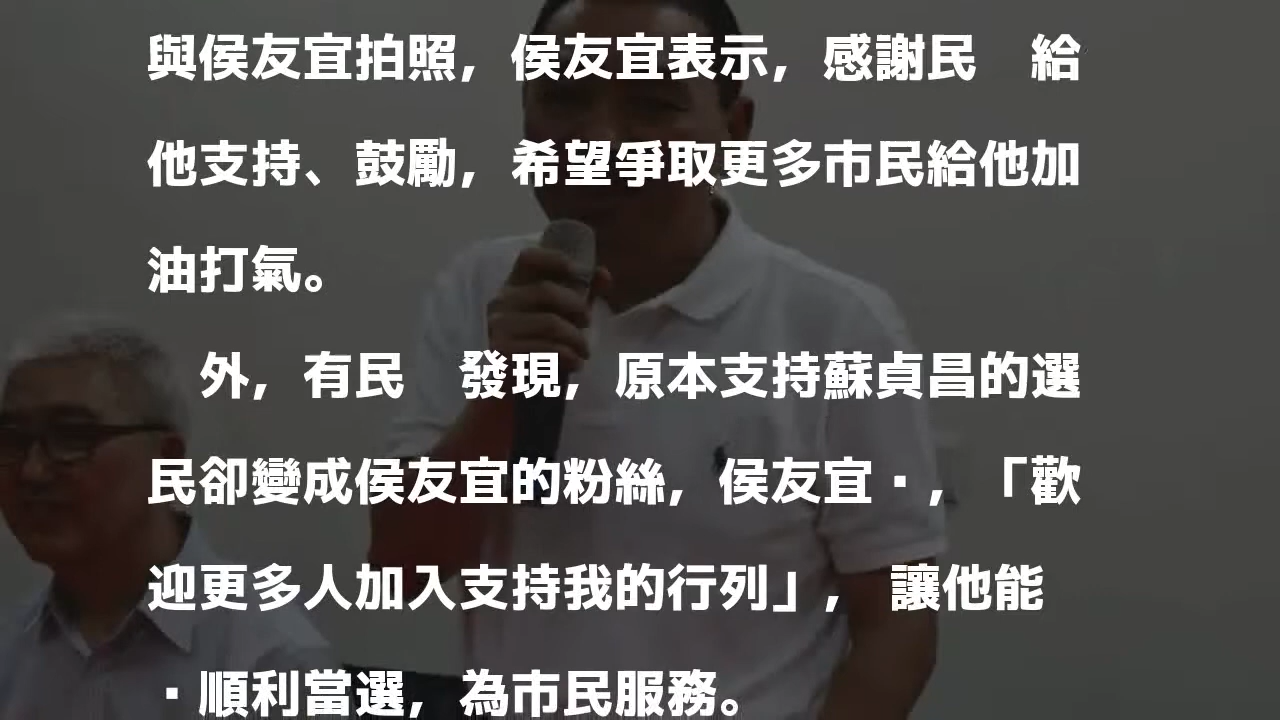 與侯友宜拍照，侯友宜表示，感謝民　給
他支持、鼓勵，希望爭取更多市民給他加
油打氣。
　外，有民　發現，原本支持蘇貞昌的選
民卻變成侯友宜的粉絲，侯友宜·，「歡
迎更多人加入支持我的行列」， 讓他能
·順利當選，為市民服務。